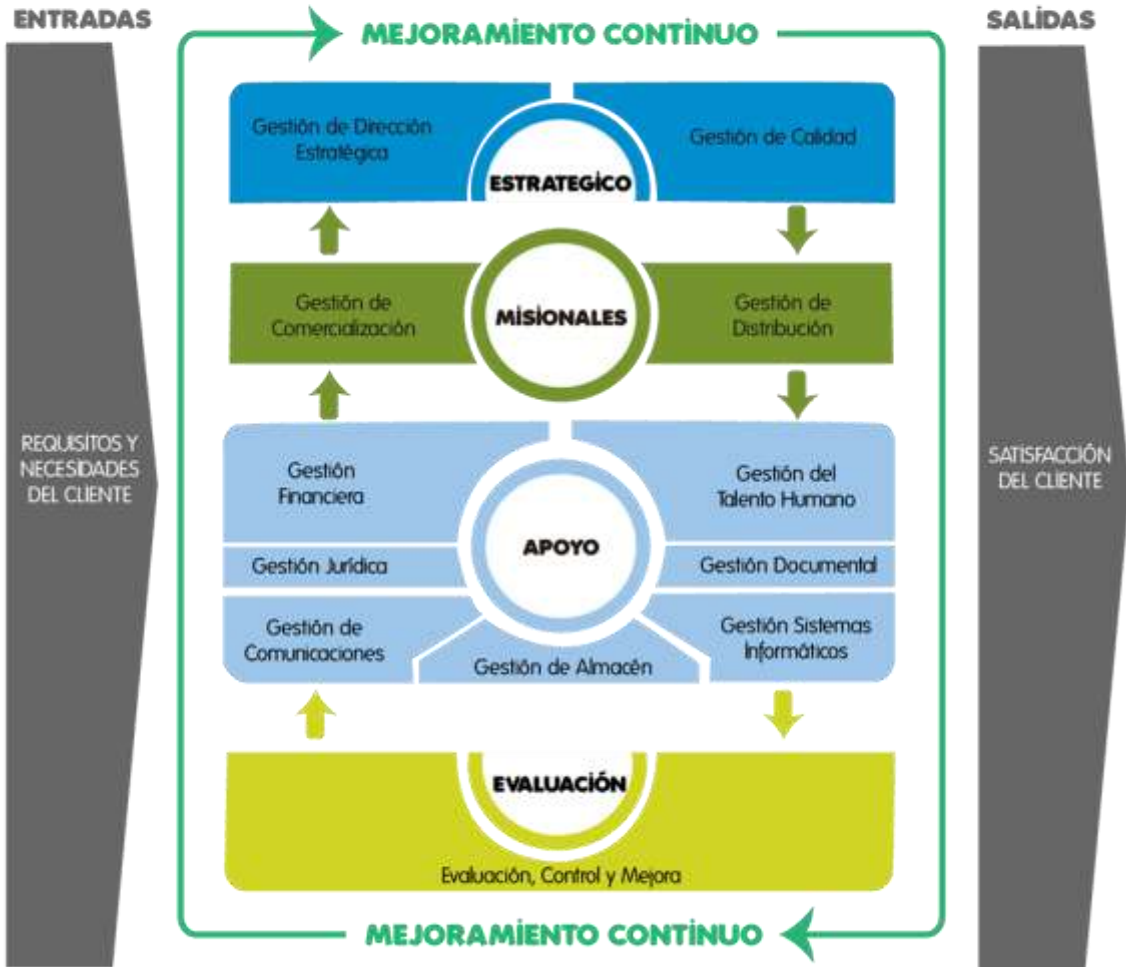 ENTRADAS
SALIDAS
MEJORAMIENTO CONTINUO
Gestión de Dirección
Estratégica
Gestión de Calidad
ESTRATEGICO
Gestión de
Comercialización
MISIONALES
Gestión de
Distribución
REQUISITOS Y
NECESIDADES
DEL CLIENTE
SATISFACCIÓN
DEL CLIENTE
Gestión
Financiera
Gestión del
Talento Humano
APOYO
Gestión Jurídica
Gestión Documental
Gestión de
Comunicaciones
Gestión Sistemas
Informáticos
Gestión de Almacén
EVALUACIÓN
Evaluación, Control y Mejora
MEJORAMIENTO CONTINUO